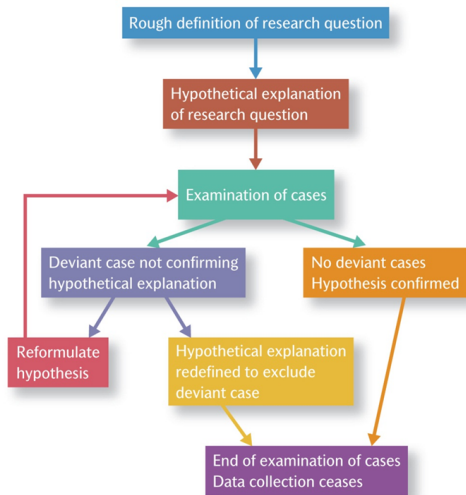 Rough definition of research question
Hypothetical explanation
of research question
Examination of cases
Deviant case not confirming
hypothetical explanation
No deviant cases
Hypothesis confirmed
Reformulate
hypothesis
Hypothetical explanation
redefined to exclude
deviant case
End of examination of cases
Data collection ceases